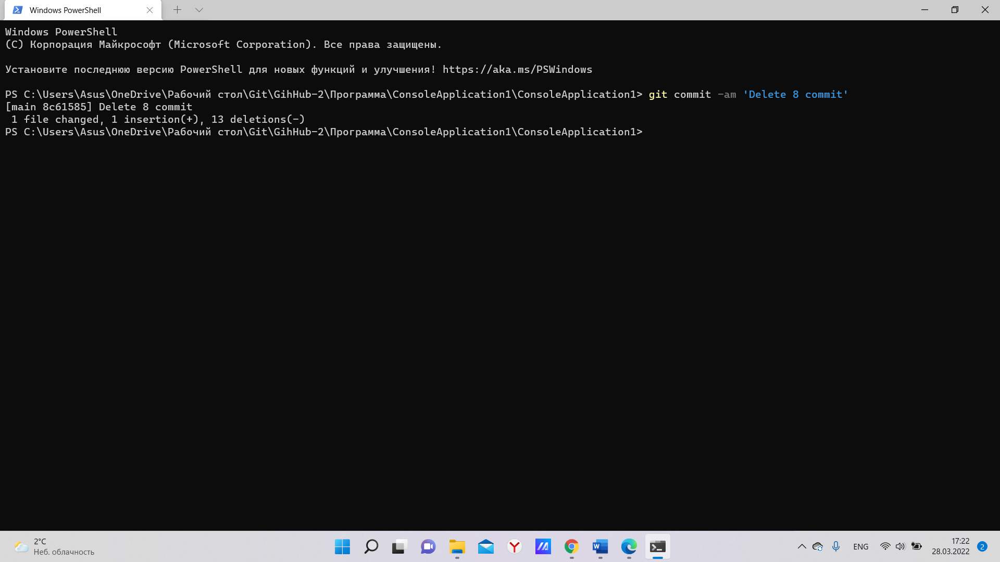 Windows PowerShell
Windows PowerShell
(C) Корпорация Майкрософт (Microsoft Corporation). Все права защищены.
Установите последнюю версию PowerShell для новых функций и улучшения! https://aka.ms/PSWindows
PS C:\Users\Asus\OneDrive\Рабочий стол\Git\GihHub-2\Программа\ConsoleApplication1\ConsoleApplication1> git commit -am 'Delete 8 commit'
[main 8c61585] Delete 8 commit
 1 file changed, 1 insertion(+), 13 deletions(-)
PS C:\Users\Asus\OneDrive\Рабочий стол\Git\GihHub-2\Программа\ConsoleApplication1\ConsoleApplication1>
2°C
Неб. облачность
ENG
17:22
28.03.2022
2